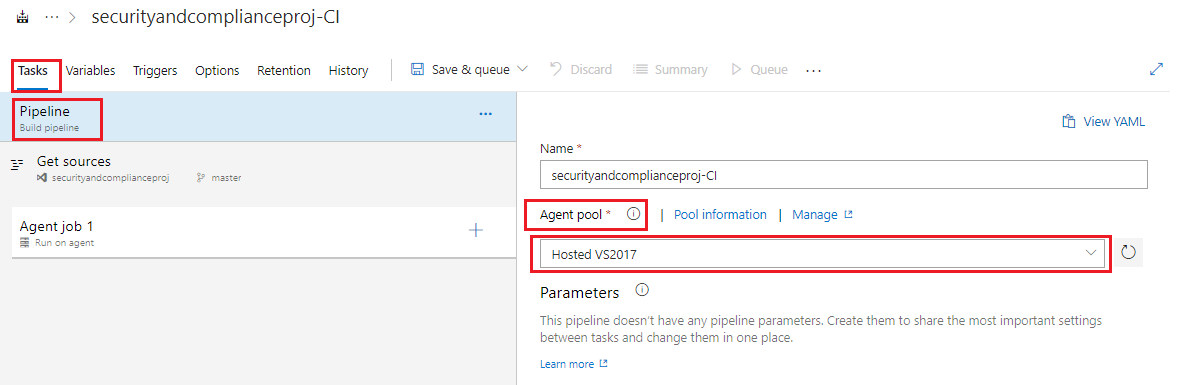 ··· > securityandcomplianceproj-CI
Tasks Variables Triggers Options Retention History Save & queue Discard Summary Queue ···
Pipeline ···
Build pipeline
View YAML
Get sources
securityandcomplianceproj master
Name *
securityandcomplianceproj-CI
Agent job 1 +
Run on agent
Agent pool * | Pool information | Manage
Hosted VS2017
Parameters
This pipeline doesn't have any pipeline parameters. Create them to share the most important settings
between tasks and change them in one place.
Learn more